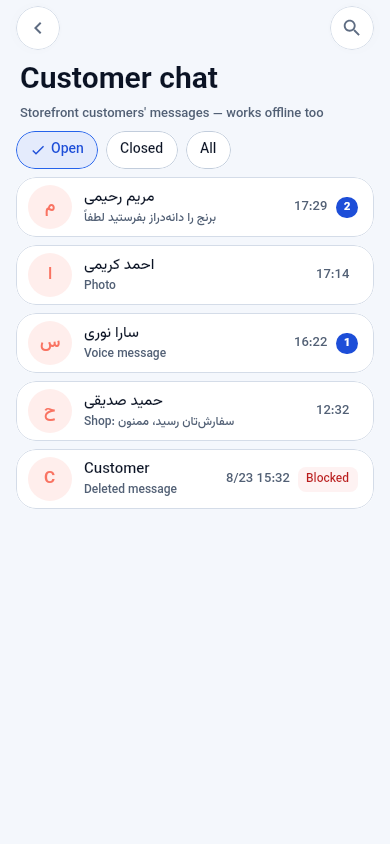 Customer chat
Storefront customers' messages — works offline too
Open
Closed
All
م
مریم رحیمی
17:29
2
برنج را دانه‌دراز بفرستید لطفاً
ا
احمد کریمی
17:14
Photo
س
سارا نوری
16:22
1
Voice message
ح
حمید صدیقی
12:32
Shop: سفارش‌تان رسید، ممنون
C
Customer
8/23 15:32
Blocked
Deleted message